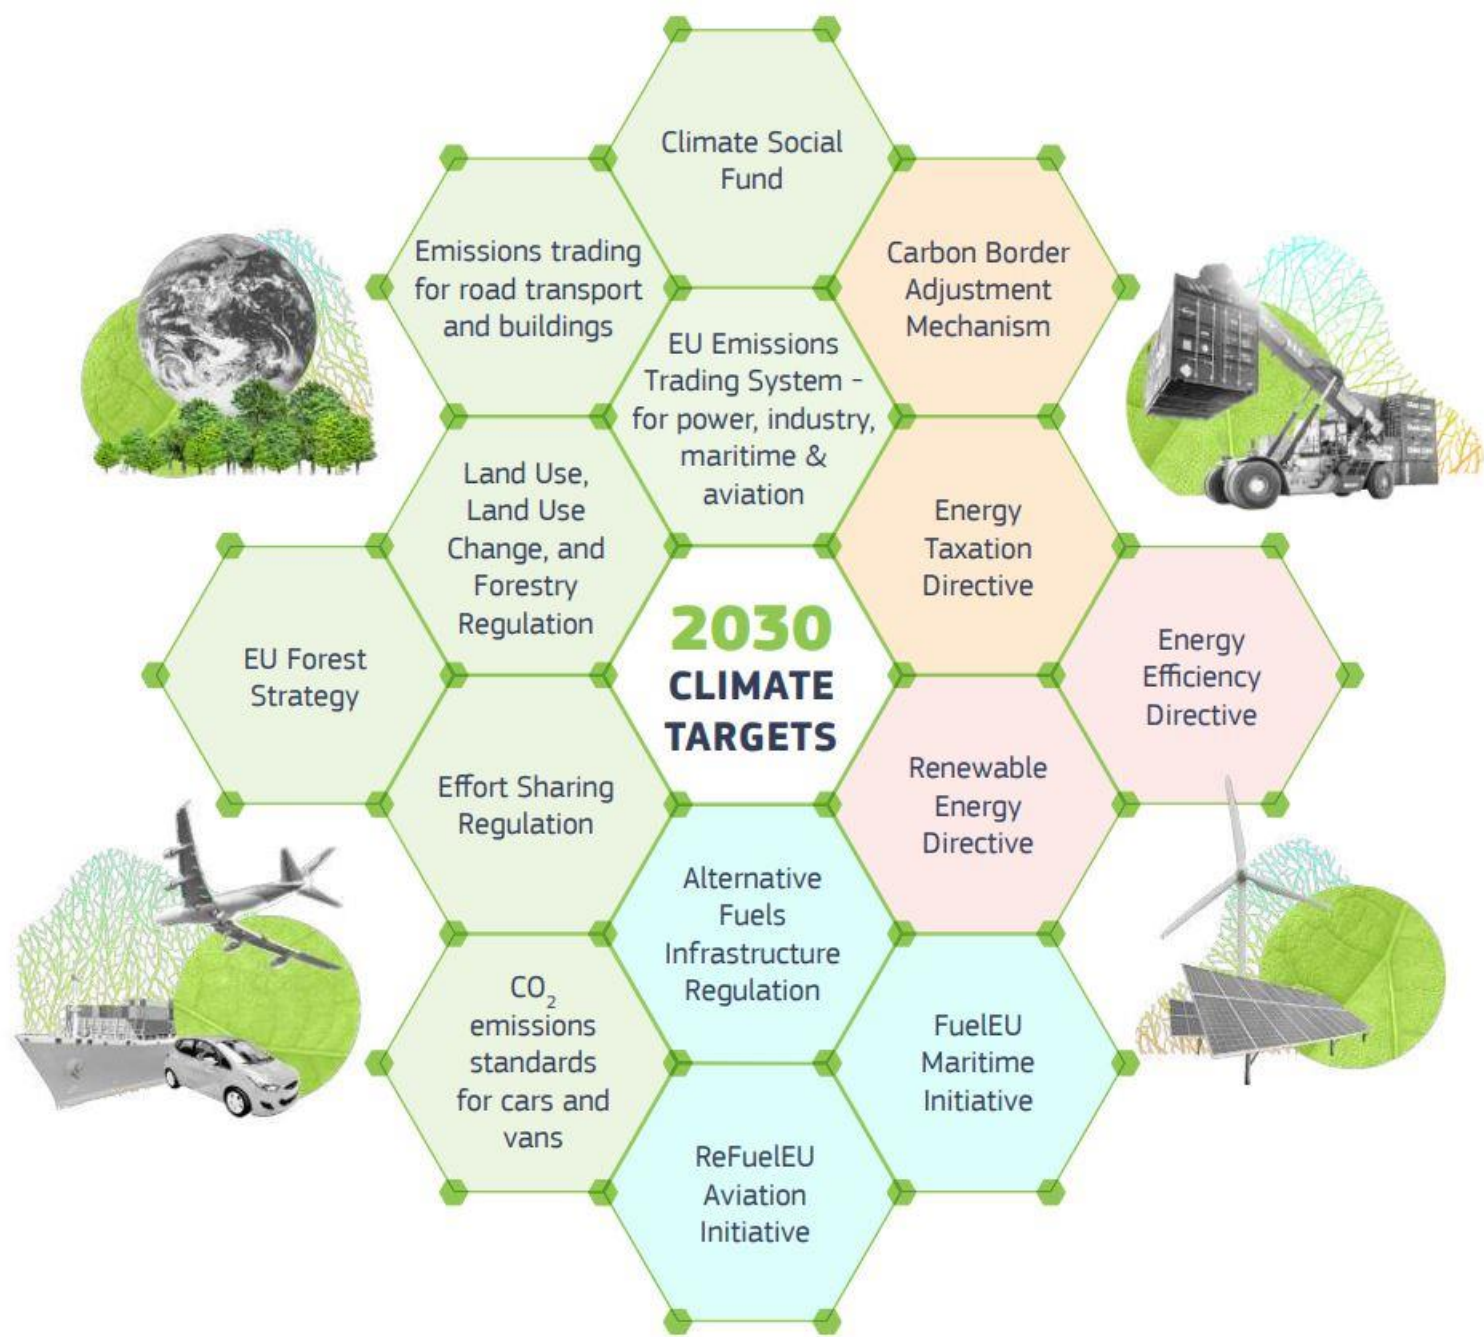 Climate Social
Fund
Emissions trading
for road transport
and buildings
Carbon Border
Adjustment
Mechanism
EU Emissions
Trading System -
for power, industry,
maritime &
aviation
Land Use,
Land Use
Change, and
Forestry
Regulation
Energy
Taxation
Directive
EU Forest
Strategy
2030
CLIMATE
TARGETS
Energy
Efficiency
Directive
Effort Sharing
Regulation
Renewable
Energy
Directive
Alternative
Fuels
Infrastructure
Regulation
CO₂
emissions
standards
for cars and
vans
FuelEU
Maritime
Initiative
ReFuelEU
Aviation
Initiative